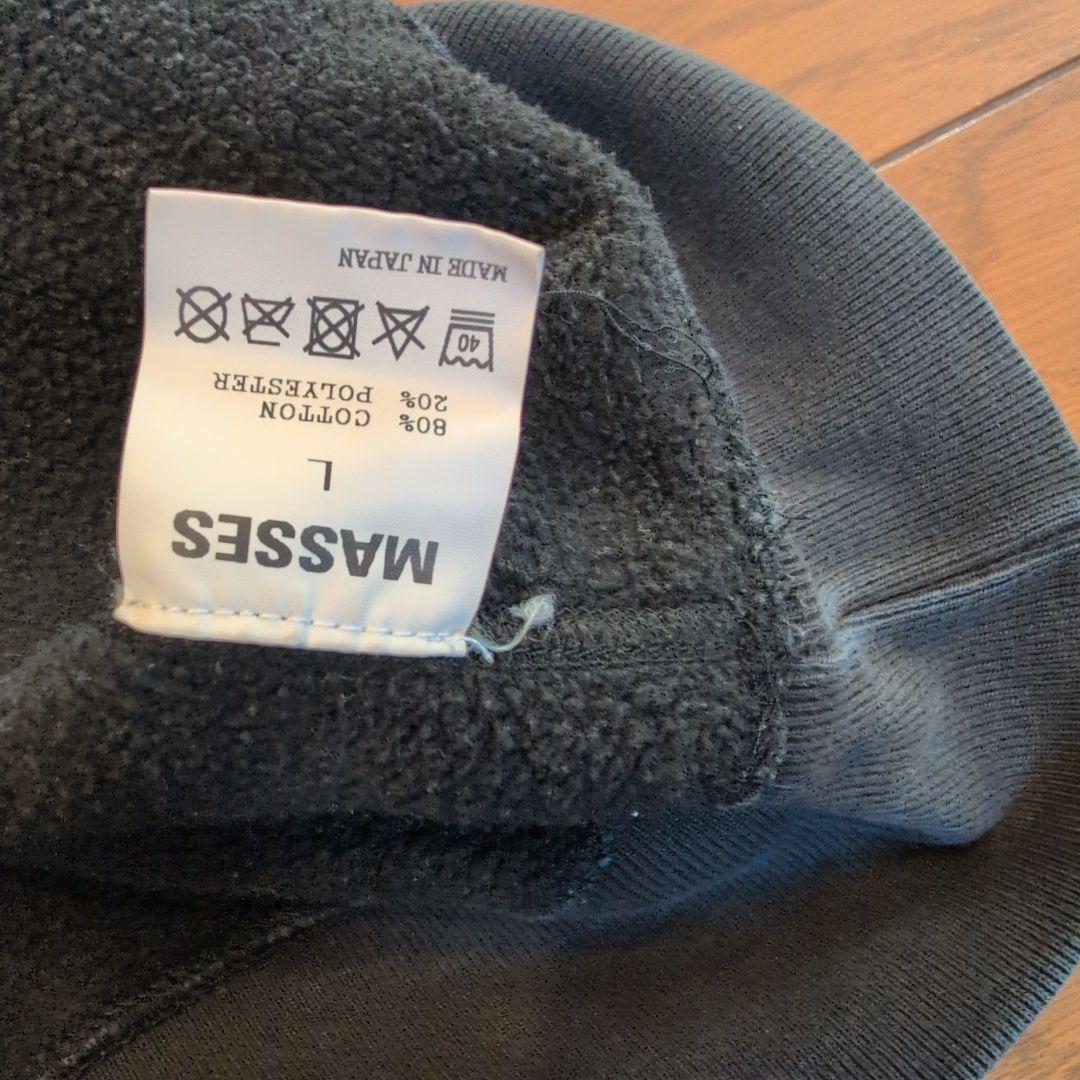 MASSES
L
80% COTTON
20% POLYESTER
40
MADE IN JAPAN